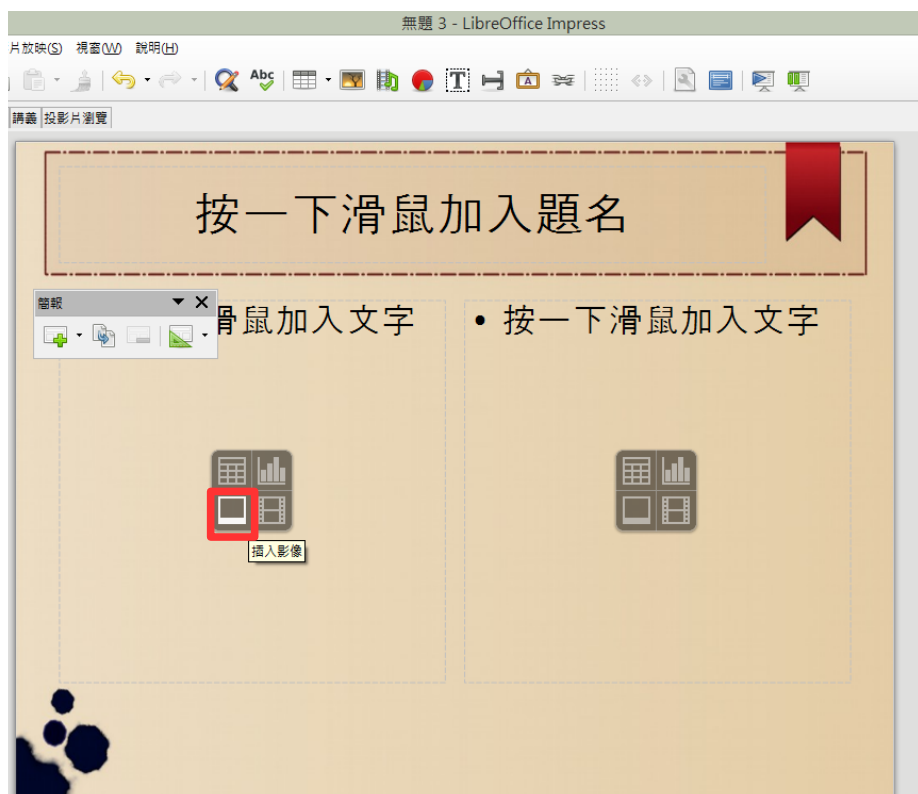 無題 3 - LibreOffice Impress
片放映(S) 視窗(W) 說明(H)
Abc T A
講義 投影片瀏覽
按一下滑鼠加入題名
簡報
滑鼠加入文字
• 按一下滑鼠加入文字
插入影像